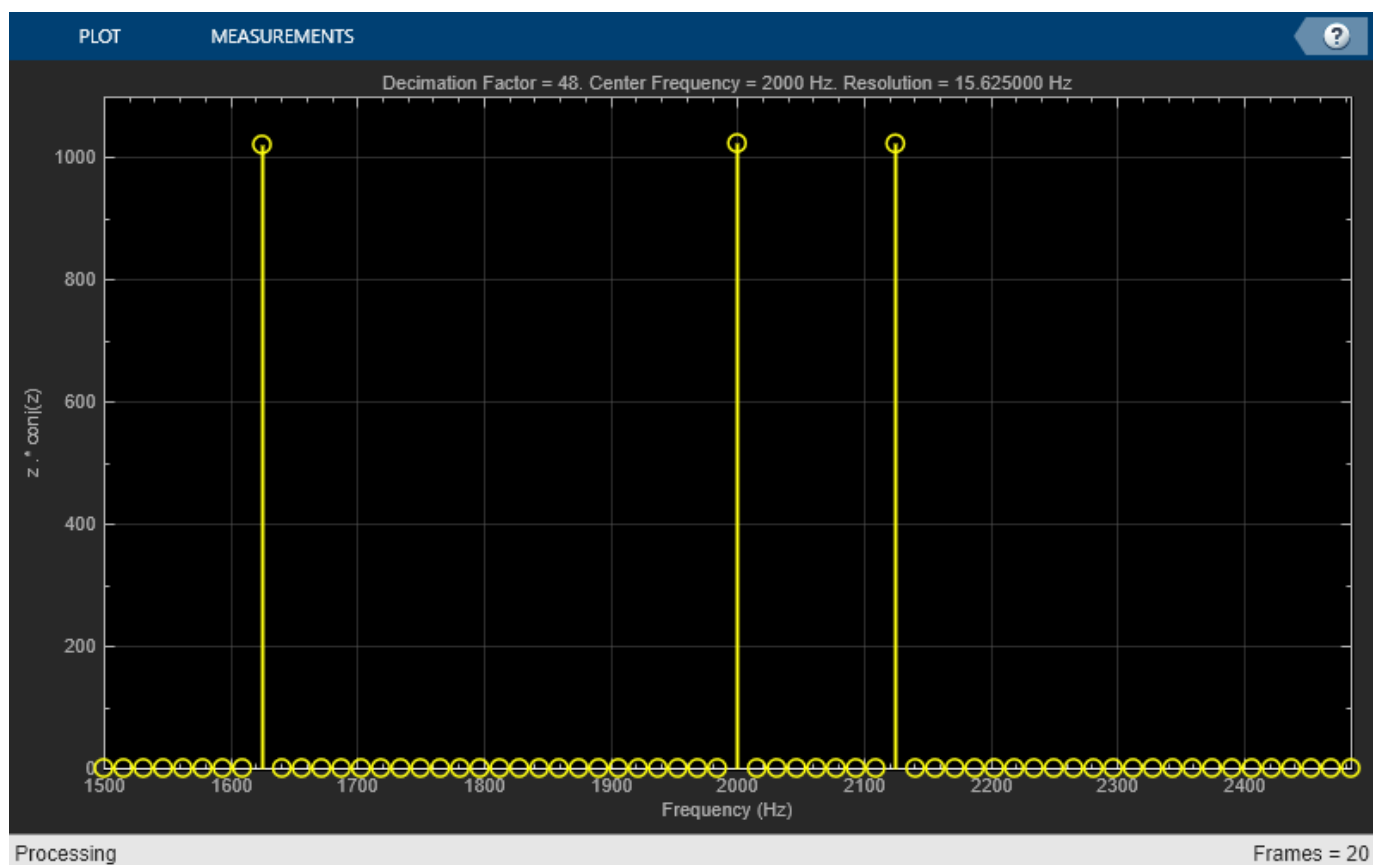 PLOT MEASUREMENTS ?
Decimation Factor = 48. Center Frequency = 2000 Hz. Resolution = 15.625000 Hz
1000
800
600
400
200
0
z .* conj(z)
1500 1600 1700 1800 1900 2000 2100 2200 2300 2400
Frequency (Hz)
Processing Frames = 20